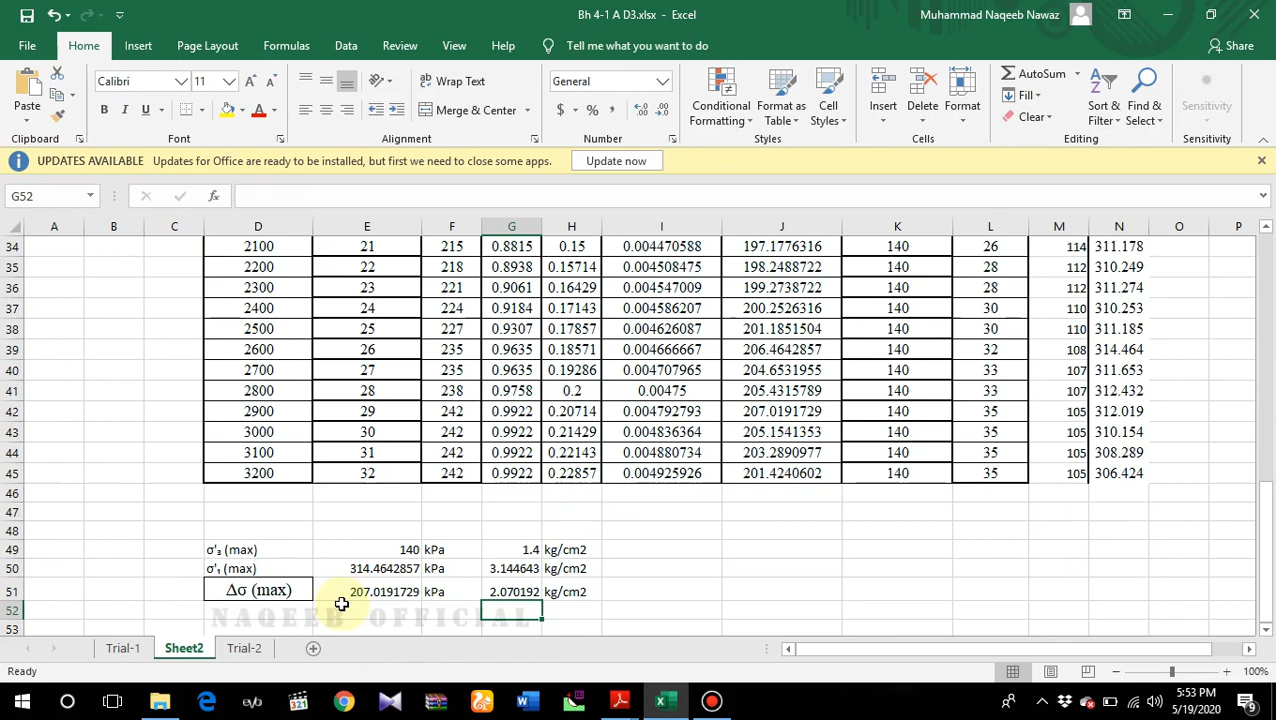 Bh 4-1 A D3.xlsx - Excel
Muhammad Naqeeb Nawaz
File Home Insert Page Layout Formulas Data Review View Help Tell me what you want to do Share
Calibri 11 Wrap Text General AutoSum
Paste Merge & Center Conditional Formatting Format as Table Cell Styles Insert Delete Format Fill Clear Sort & Filter Find & Select Sensitivity
Clipboard Font Alignment Number Styles Cells Editing Sensitivity
UPDATES AVAILABLE Updates for Office are ready to be installed, but first we need to close some apps. Update now
G52 fx
A B C D E F G H I J K L M N O P
34 2100 21 215 0.8815 0.15 0.004470588 197.1776316 140 26 114 311.178
35 2200 22 218 0.8938 0.15714 0.004508475 198.2488722 140 28 112 310.249
36 2300 23 221 0.9061 0.16429 0.004547009 199.2738722 140 28 112 311.274
37 2400 24 224 0.9184 0.17143 0.004586207 200.2526316 140 30 110 310.253
38 2500 25 227 0.9307 0.17857 0.004626087 201.1851504 140 30 110 311.185
39 2600 26 235 0.9635 0.18571 0.004666667 206.4642857 140 32 108 314.464
40 2700 27 235 0.9635 0.19286 0.004707965 204.6531955 140 33 107 311.653
41 2800 28 238 0.9758 0.2 0.00475 205.4315789 140 33 107 312.432
42 2900 29 242 0.9922 0.20714 0.004792793 207.0191729 140 35 105 312.019
43 3000 30 242 0.9922 0.21429 0.004836364 205.1541353 140 35 105 310.154
44 3100 31 242 0.9922 0.22143 0.004880734 203.2890977 140 35 105 308.289
45 3200 32 242 0.9922 0.22857 0.004925926 201.4240602 140 35 105 306.424
46
47
48
49 σ'₃ (max) 140 kPa 1.4 kg/cm2
50 σ'₁ (max) 314.4642857 kPa 3.144643 kg/cm2
51 Δσ (max) 207.0191729 kPa 2.070192 kg/cm2
52 NAQEEB OFFICIAL
53
Trial-1 Sheet2 Trial-2
Ready 100%
5:53 PM
5/19/2020